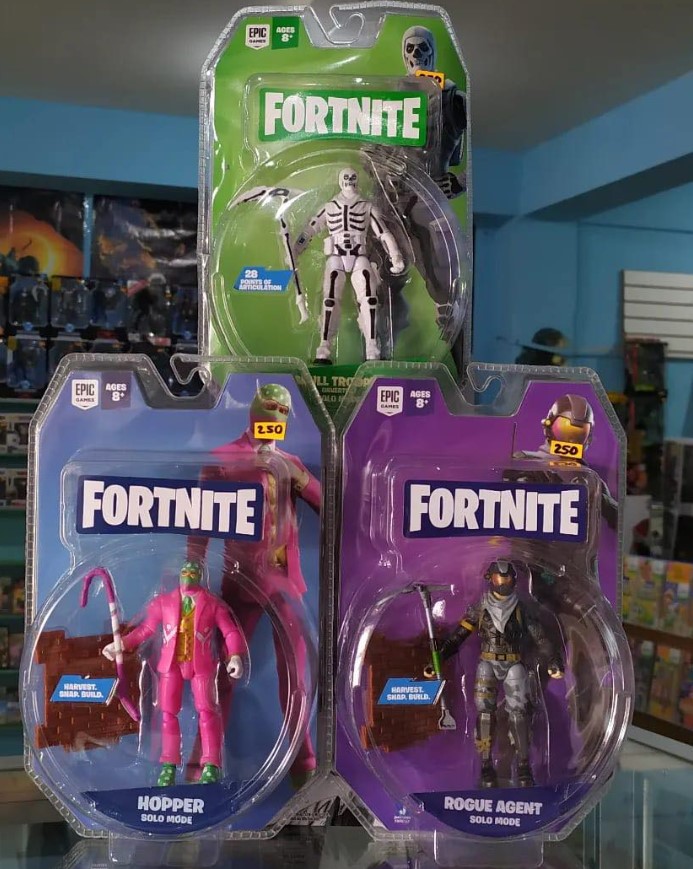 EPIC
GAMES
AGES
8+
FORTNITE
28
POINTS OF
ARTICULATION
EPIC
GAMES
AGES
8+
250
FORTNITE
HARVEST.
SNAP. BUILD.
HOPPER
SOLO MODE
EPIC
GAMES
AGES
8+
250
FORTNITE
HARVEST.
SNAP. BUILD.
ROGUE AGENT
SOLO MODE